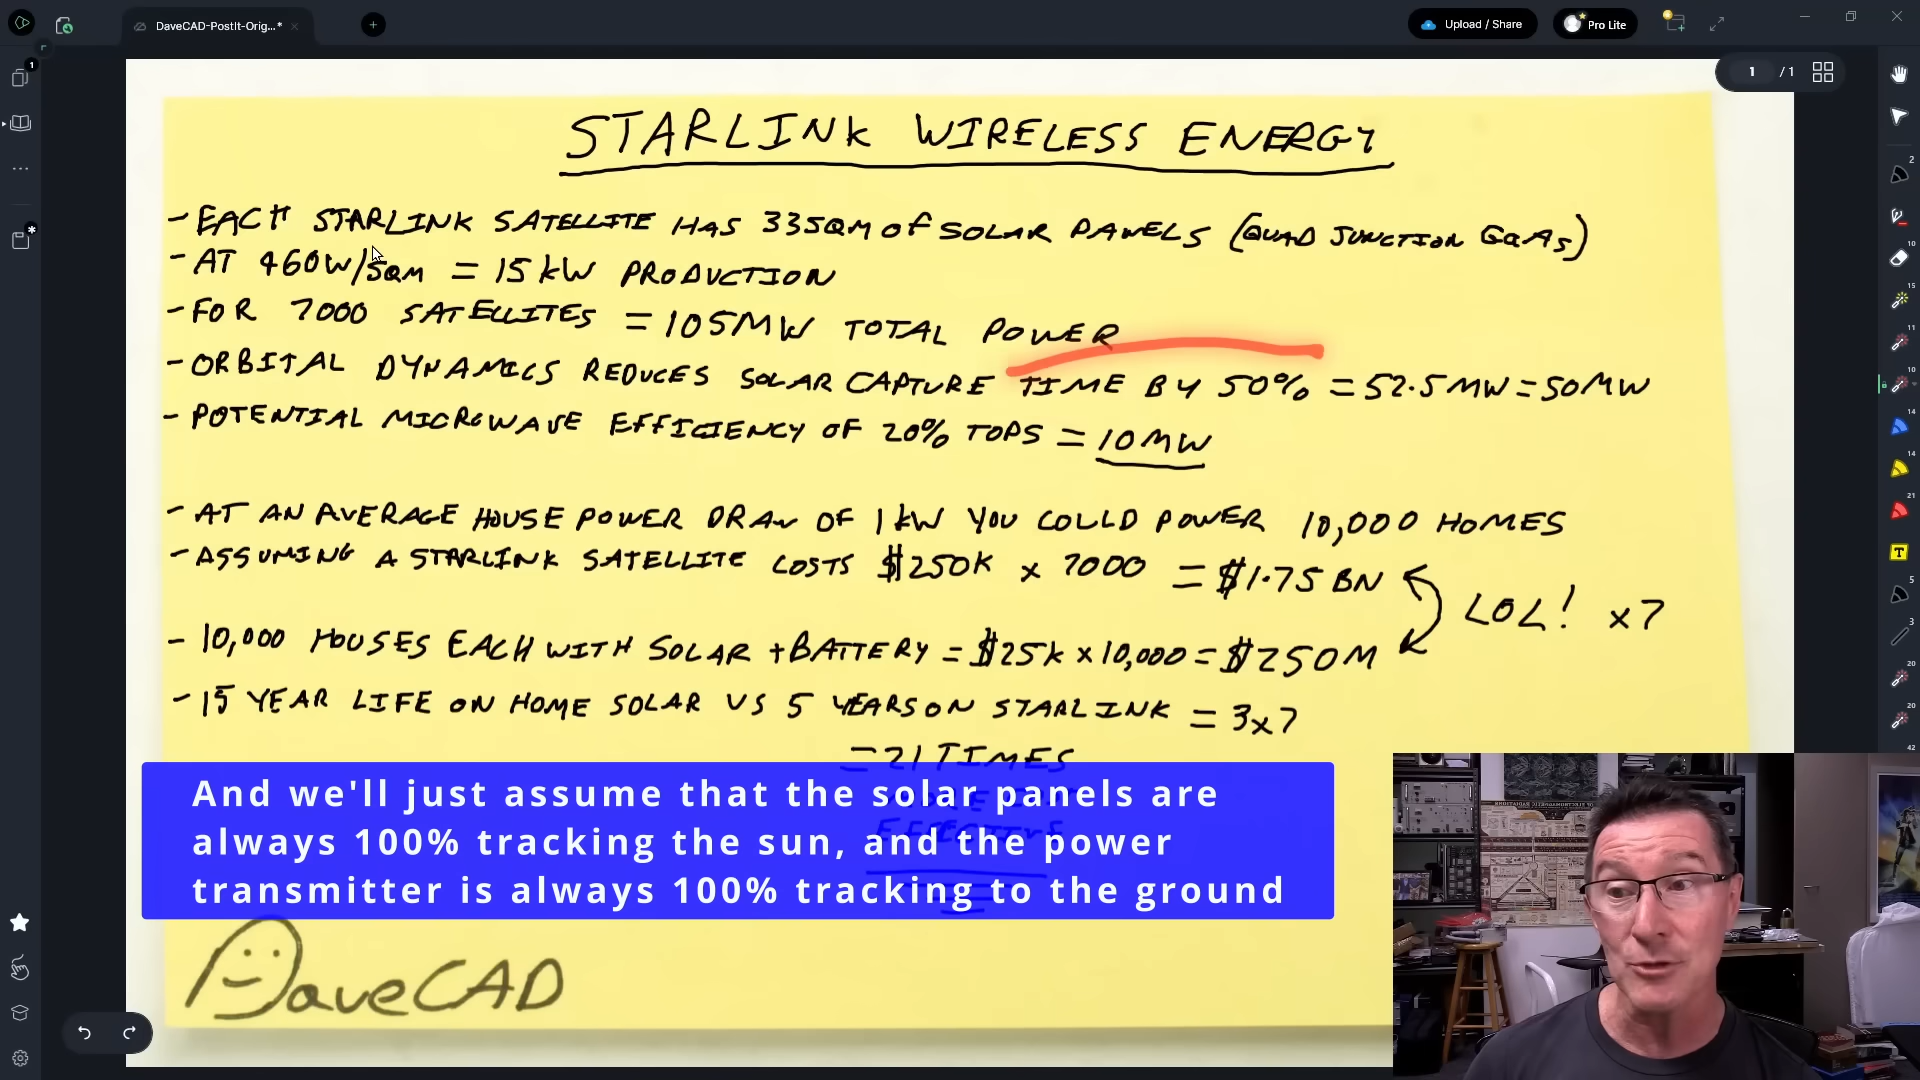 DaveCAD-PostIt-Orig...*
Upload / Share
Pro Lite
1 / 1
STARLINK WIRELESS ENERGY
- EACH STARLINK SATELLITE HAS 33SQM OF SOLAR PANELS (QUAD JUNCTION GaAs)
- AT 460W/SQM = 15KW PRODUCTION
- FOR 7000 SATELLITES = 105MW TOTAL POWER
- ORBITAL DYNAMICS REDUCES SOLAR CAPTURE TIME BY 50% = 52.5MW = 50MW
- POTENTIAL MICROWAVE EFFICIENCY OF 20% TOPS = 10MW
- AT AN AVERAGE HOUSE POWER DRAW OF 1KW YOU COULD POWER 10,000 HOMES
- ASSUMING A STARLINK SATELLITE COSTS $250K x 7000 = $1.75BN
LOL! x7
- 10,000 HOUSES EACH WITH SOLAR + BATTERY = $25K x 10,000 = $250M
- 15 YEAR LIFE ON HOME SOLAR VS 5 YEARS ON STARLINK = 3x7
= 21 TIMES
And we'll just assume that the solar panels are
always 100% tracking the sun, and the power
transmitter is always 100% tracking to the ground
DaveCAD